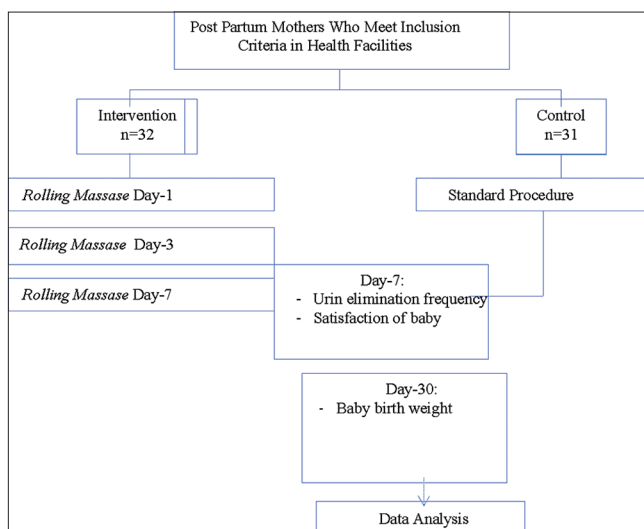 Post Partum Mothers Who Meet Inclusion
Criteria in Health Facilities
Intervention
n=32
Control
n=31
Rolling Massase Day-1
Standard Procedure
Rolling Massase Day-3
Rolling Massase Day-7
Day-7:
- Urin elimination frequency
- Satisfaction of baby
Day-30:
- Baby birth weight
Data Analysis